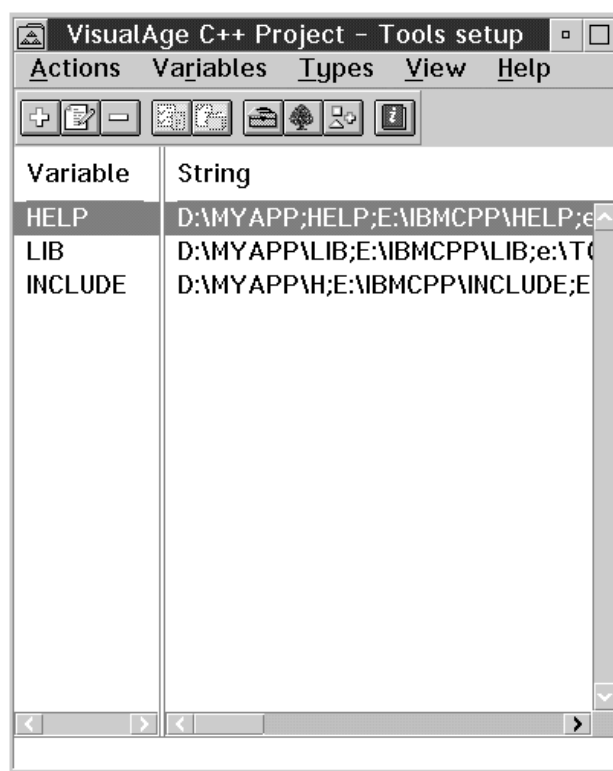 VisualAge C++ Project – Tools setup
Actions Variables Types View Help
Variable String
HELP D:\MYAPP;HELP;E:\IBMCPP\HELP;e
LIB D:\MYAPP\LIB;E:\IBMCPP\LIB;e:\T
INCLUDE D:\MYAPP\H;E:\IBMCPP\INCLUDE;E